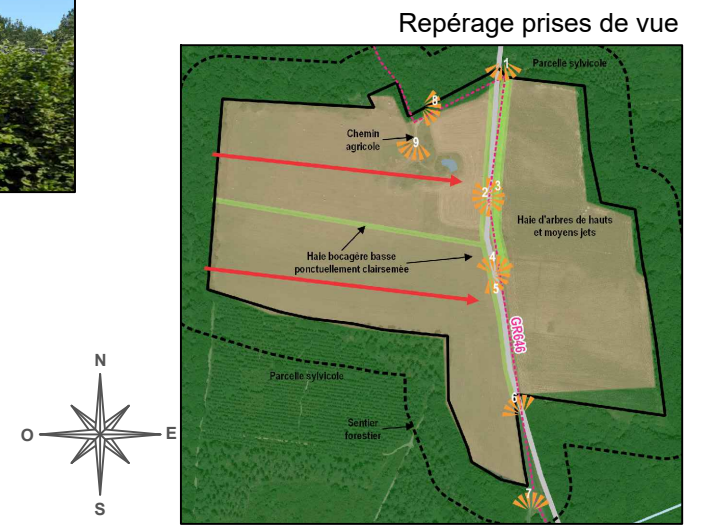 Repérage prises de vue
1
Parcelle sylvicole
8
Chemin
agricole
9
2
3
Haie d'arbres de hauts
et moyens jets
Haie bocagère basse
ponctuellement clairsemée
4
5
GR646
N
O
E
S
Parcelle sylvicole
6
Sentier
forestier
7